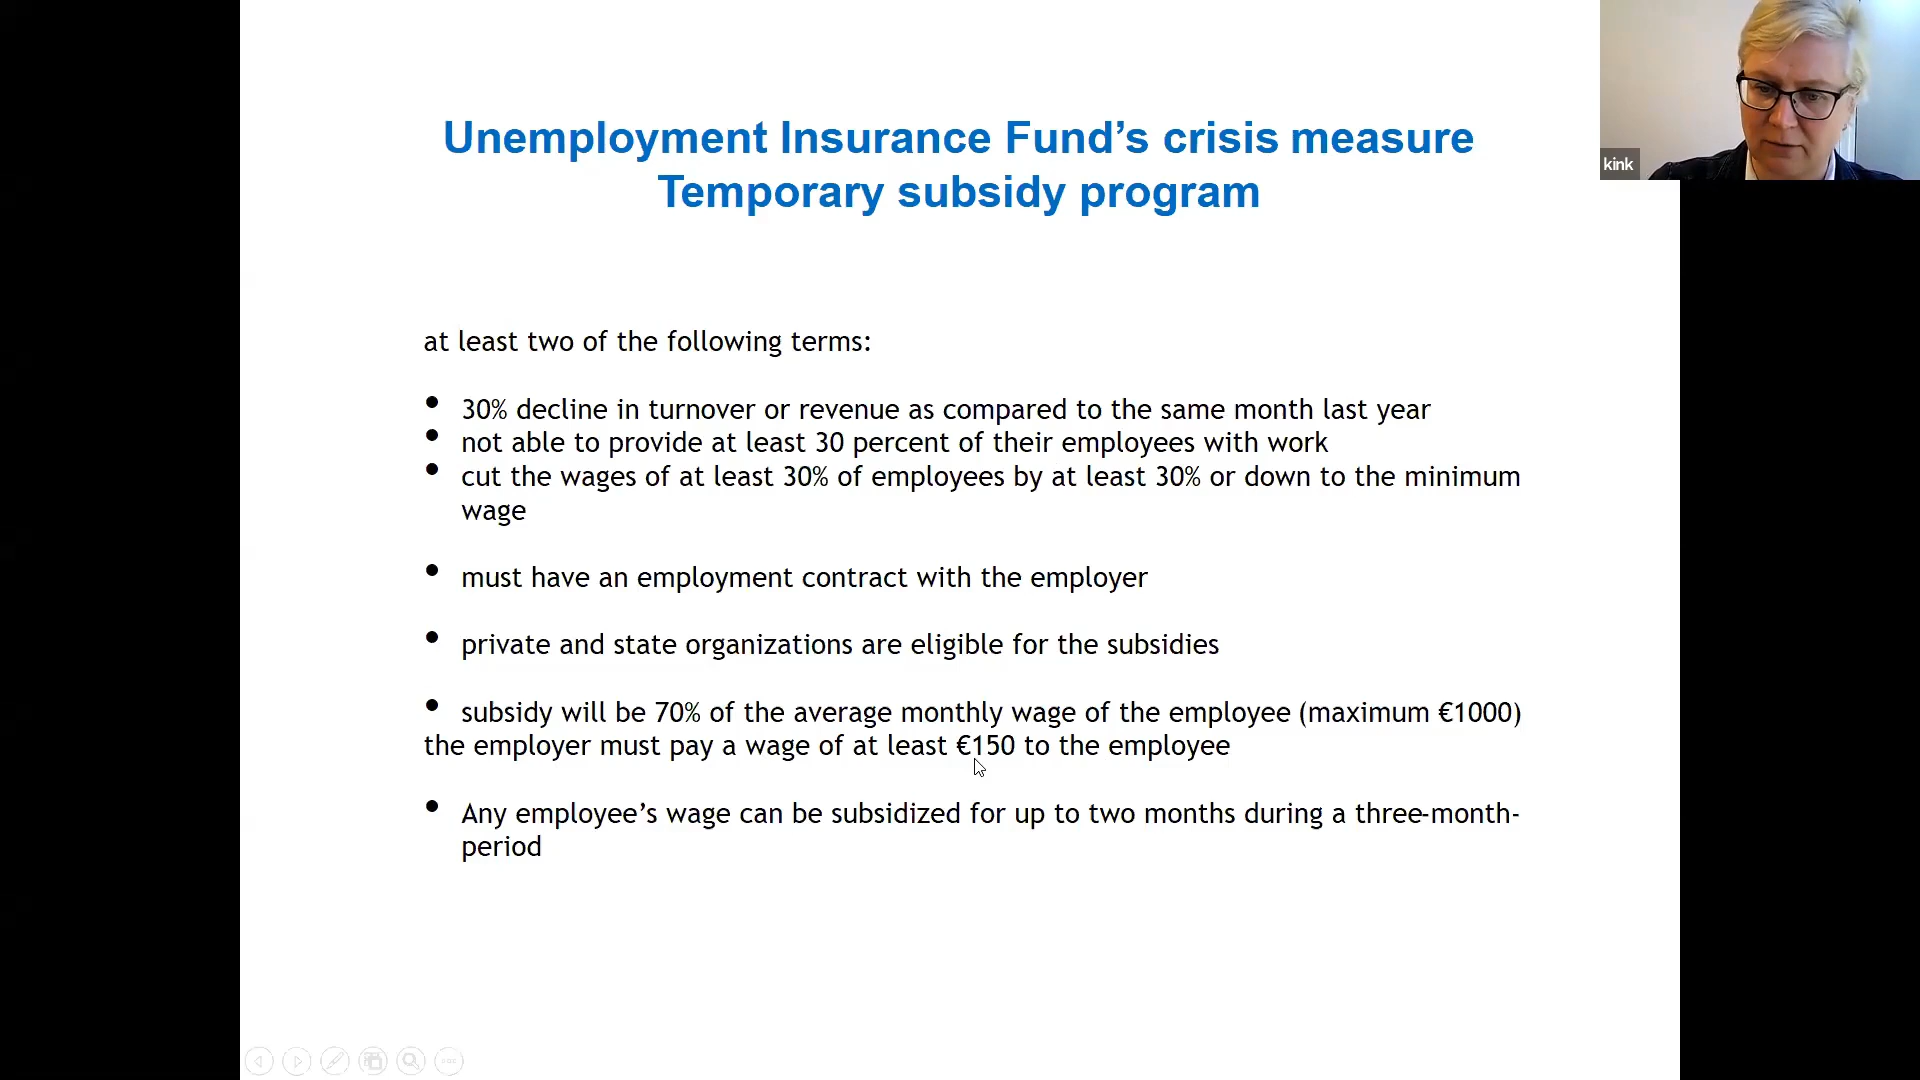 Unemployment Insurance Fund’s crisis measure
Temporary subsidy program
kink
at least two of the following terms:
• 30% decline in turnover or revenue as compared to the same month last year
• not able to provide at least 30 percent of their employees with work
• cut the wages of at least 30% of employees by at least 30% or down to the minimum
wage
• must have an employment contract with the employer
• private and state organizations are eligible for the subsidies
• subsidy will be 70% of the average monthly wage of the employee (maximum €1000)
the employer must pay a wage of at least €150 to the employee
• Any employee’s wage can be subsidized for up to two months during a three-month-
period